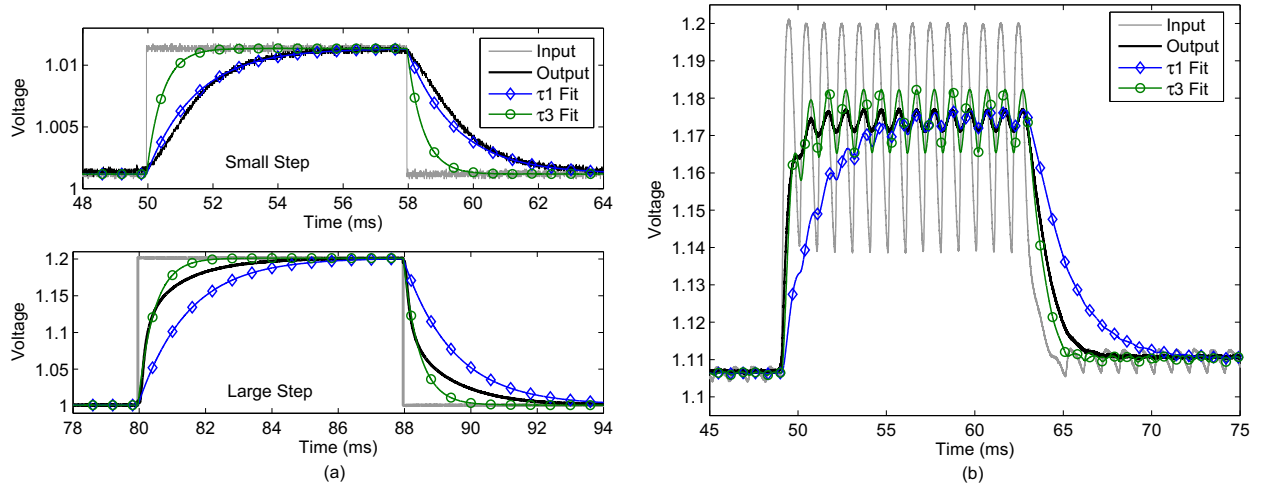 Voltage
1.01
1.005
1
48 50 52 54 56 58 60 62 64
Time (ms)
Small Step
Input
Output
τ1 Fit
τ3 Fit
Voltage
1.20
1.15
1.1
1.05
1
78 80 82 84 86 88 90 92 94
Time (ms)
Large Step
(a)
Voltage
1.2
1.19
1.18
1.17
1.16
1.15
1.14
1.13
1.12
1.11
1.1
45 50 55 60 65 70 75
Time (ms)
Input
Output
τ1 Fit
τ3 Fit
(b)